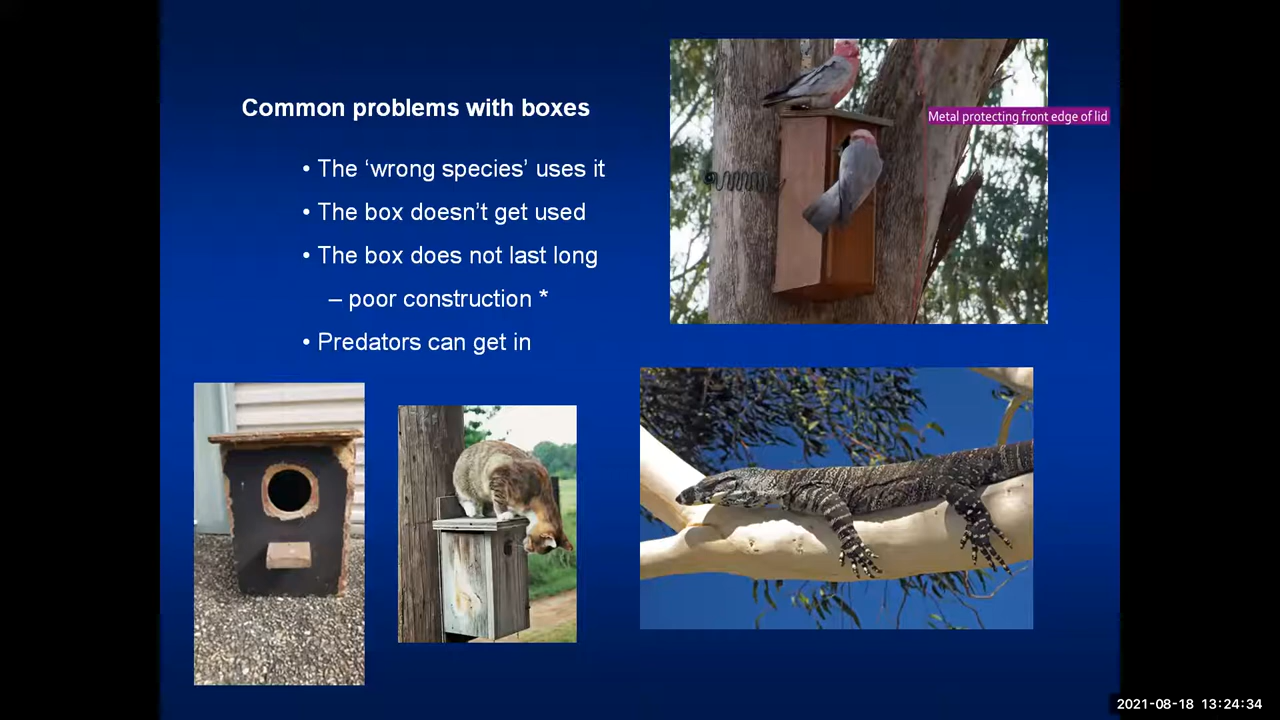 Common problems with boxes
• The ‘wrong species’ uses it
• The box doesn’t get used
• The box does not last long
– poor construction *
• Predators can get in
Metal protecting front edge of lid
2021-08-18 13:24:34